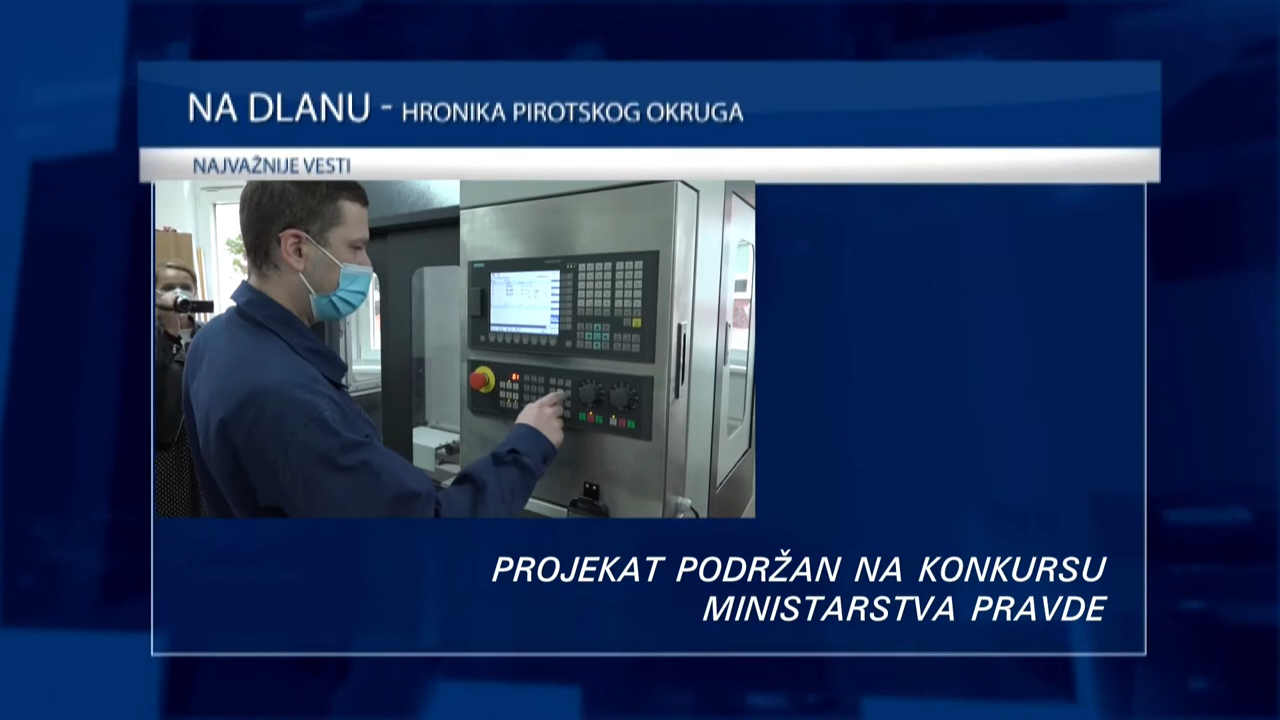 NA DLANU - HRONIKA PIROTSKOG OKRUGA
NAJVAŽNIJE VESTI
PROJEKAT PODRŽAN NA KONKURSU
MINISTARSTVA PRAVDE